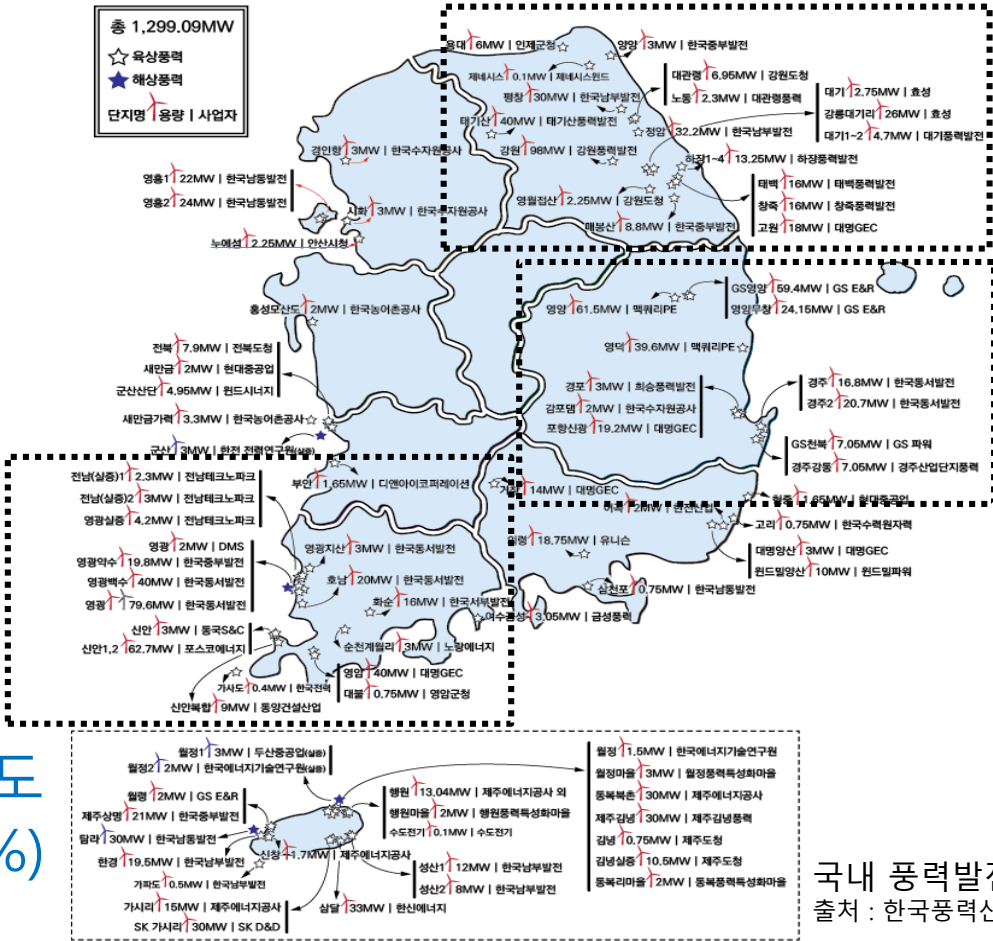 총 1,299.09MW
육상풍력
해상풍력
단지명 용량 | 사업자
용대 6MW | 인제군청
양양 3MW | 한국중부발전
제네시스 0.1MW | 제네시스윈드
평창 30MW | 한국남부발전
태기산 40MW | 태기산풍력발전
강원 98MW | 강원풍력발전
대관령 6.95MW | 강원도청
노동 2.3MW | 대관령풍력
정암 32.2MW | 한국남부발전
대기 2.75MW | 효성
강릉대기리 26MW | 효성
대기1~2 4.7MW | 대기풍력발전
하장1~4 13.25MW | 하장풍력발전
영월접산 2.25MW | 강원도청
매봉산 8.8MW | 한국중부발전
태백 16MW | 태백풍력발전
창죽 16MW | 창죽풍력발전
고원 18MW | 대명GEC
경인항 3MW | 한국수자원공사
영흥1 22MW | 한국남동발전
영흥2 24MW | 한국남동발전
시화 3MW | 한국수자원공사
누에섬 2.25MW | 안산시청
홍성모산도 2MW | 한국농어촌공사
GS영양 59.4MW | GS E&R
영양무창 24.15MW | GS E&R
영양 61.5MW | 맥쿼리PE
영덕 39.6MW | 맥쿼리PE
경포 3MW | 희승풍력발전
감포댐 2MW | 한국수자원공사
포항신광 19.2MW | 대명GEC
경주 16.8MW | 한국동서발전
경주2 20.7MW | 한국동서발전
GS천북 7.05MW | GS 파워
경주강동 7.05MW | 경주산업단지풍력
전북 7.9MW | 전북도청
새만금 2MW | 현대중공업
군산산단 4.95MW | 윈드시너지
새만금가력 3.3MW | 한국농어촌공사
군산 3MW | 한전 전력연구원(실증)
부안 1.65MW | 디앤아이코퍼레이션
거창 14MW | 대명GEC
현중 1.65MW | 현대중공업
2MW | 한전산업
고리 0.75MW | 한국수력원자력
의령 18.75MW | 유니슨
대명양산 3MW | 대명GEC
윈드밀양산 10MW | 윈드밀파워
삼천포 0.75MW | 한국남동발전
여수금성 3.05MW | 금성풍력
전남(실증)1 2.3MW | 전남테크노파크
전남(실증)2 3MW | 전남테크노파크
영광실증 4.2MW | 전남테크노파크
영광 2MW | DMS
영광약수 19.8MW | 한국중부발전
영광백수 40MW | 한국동서발전
영광 79.6MW | 한국동서발전
영광지산 3MW | 한국동서발전
호남 20MW | 한국동서발전
화순 16MW | 한국서부발전
신안 3MW | 동국S&C
신안1,2 62.7MW | 포스코에너지
순천계월리 3MW | 노랑에너지
영암 40MW | 대명GEC
대불 0.75MW | 영암군청
가사도 0.4MW | 한국전력
신안복합 9MW | 동양건설산업
월정1 3MW | 두산중공업(실증)
월정2 2MW | 한국에너지기술연구원(실증)
월령 2MW | GS E&R
제주상명 21MW | 한국중부발전
탐라 30MW | 한국남동발전
한경 19.5MW | 한국남부발전
가파도 0.5MW | 한국남부발전
가시리 15MW | 제주에너지공사
SK 가시리 30MW | SK D&D
신창 1.7MW | 제주에너지공사
삼달 33MW | 한신에너지
행원 13.04MW | 제주에너지공사 외
행원마을 2MW | 행원풍력특성화마을
수도전기 0.1MW | 수도전기
성산1 12MW | 한국남부발전
성산2 8MW | 한국남부발전
월정 1.5MW | 한국에너지기술연구원
월정마을 3MW | 월정풍력특성화마을
동복북촌 30MW | 제주에너지공사
제주김녕 30MW | 제주김녕풍력
김녕 0.75MW | 제주도청
김녕실증 10.5MW | 제주도청
동복리마을 2MW | 동복풍력특성화마을
도
%)
국내 풍력발전
출처 : 한국풍력산